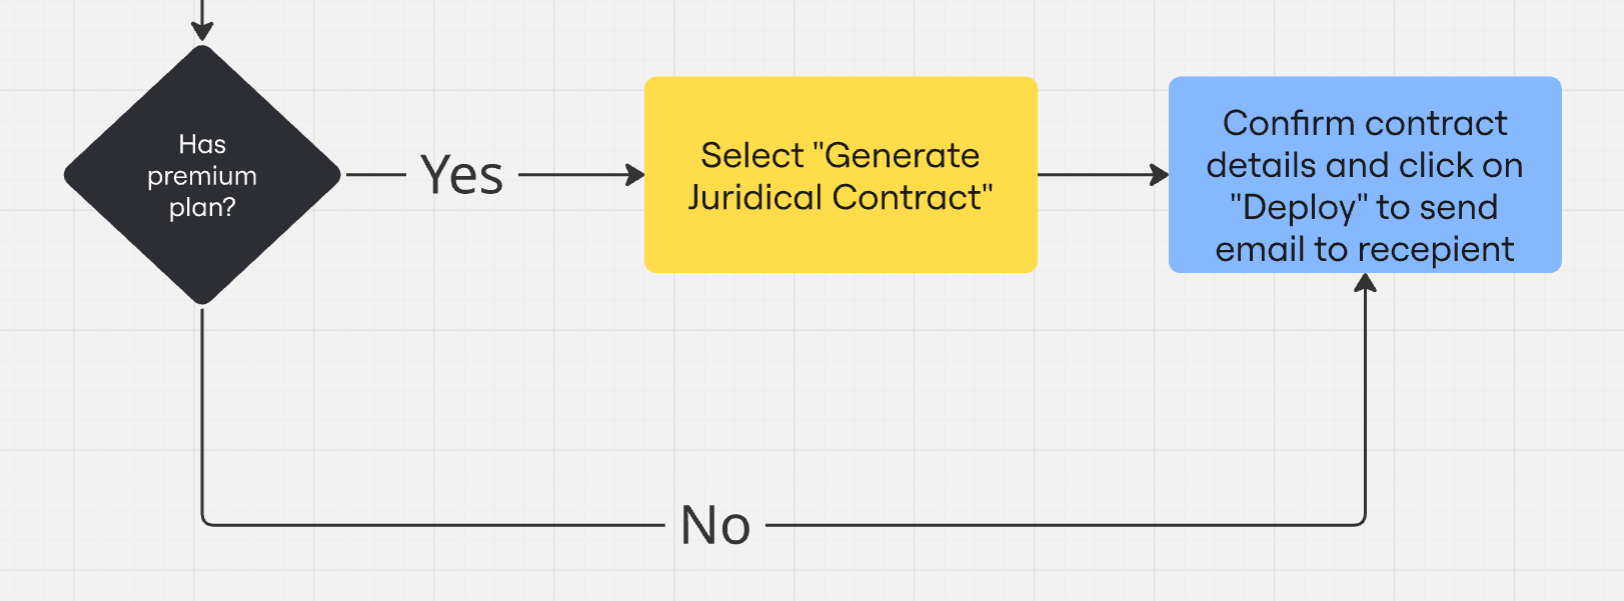 Has
premium
plan?
Yes
Select "Generate
Juridical Contract"
Confirm contract
details and click on
"Deploy" to send
email to recepient
No